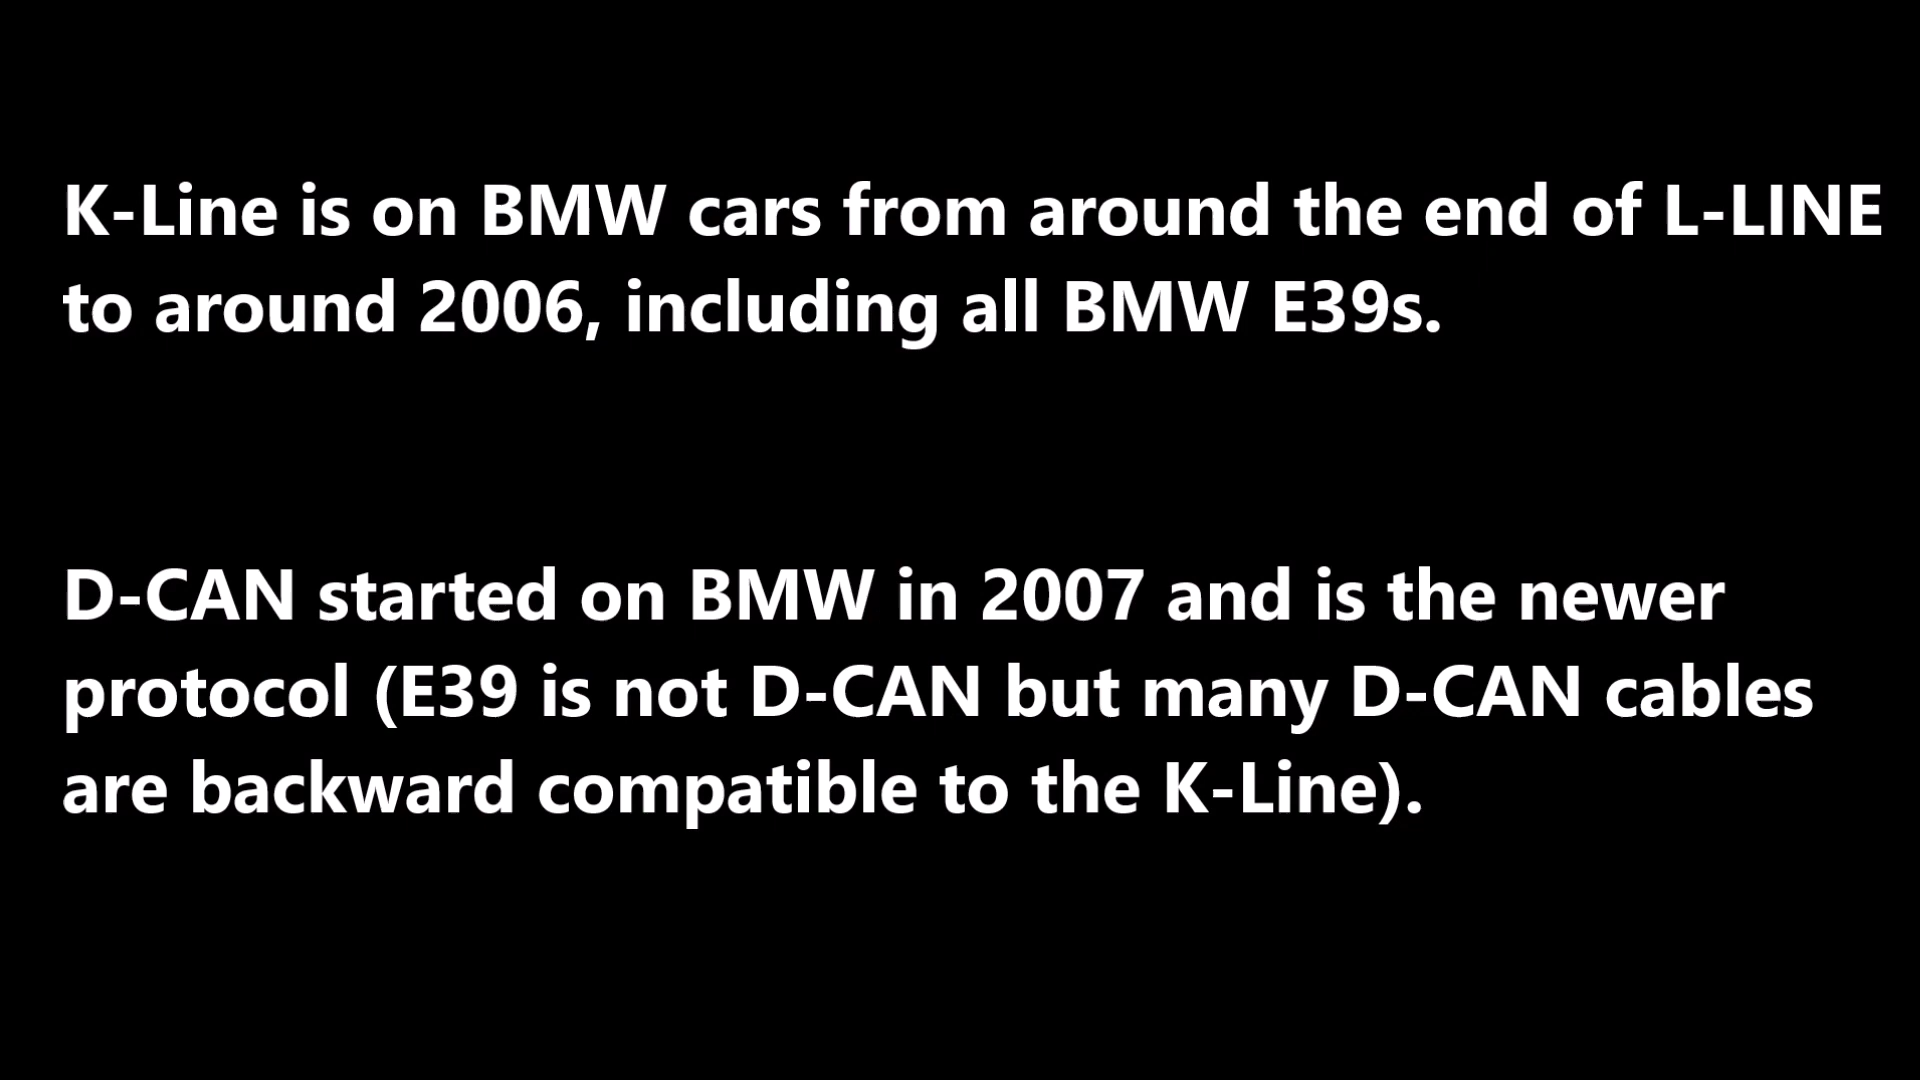 K-Line is on BMW cars from around the end of L-LINE
to around 2006, including all BMW E39s.
D-CAN started on BMW in 2007 and is the newer
protocol (E39 is not D-CAN but many D-CAN cables
are backward compatible to the K-Line).